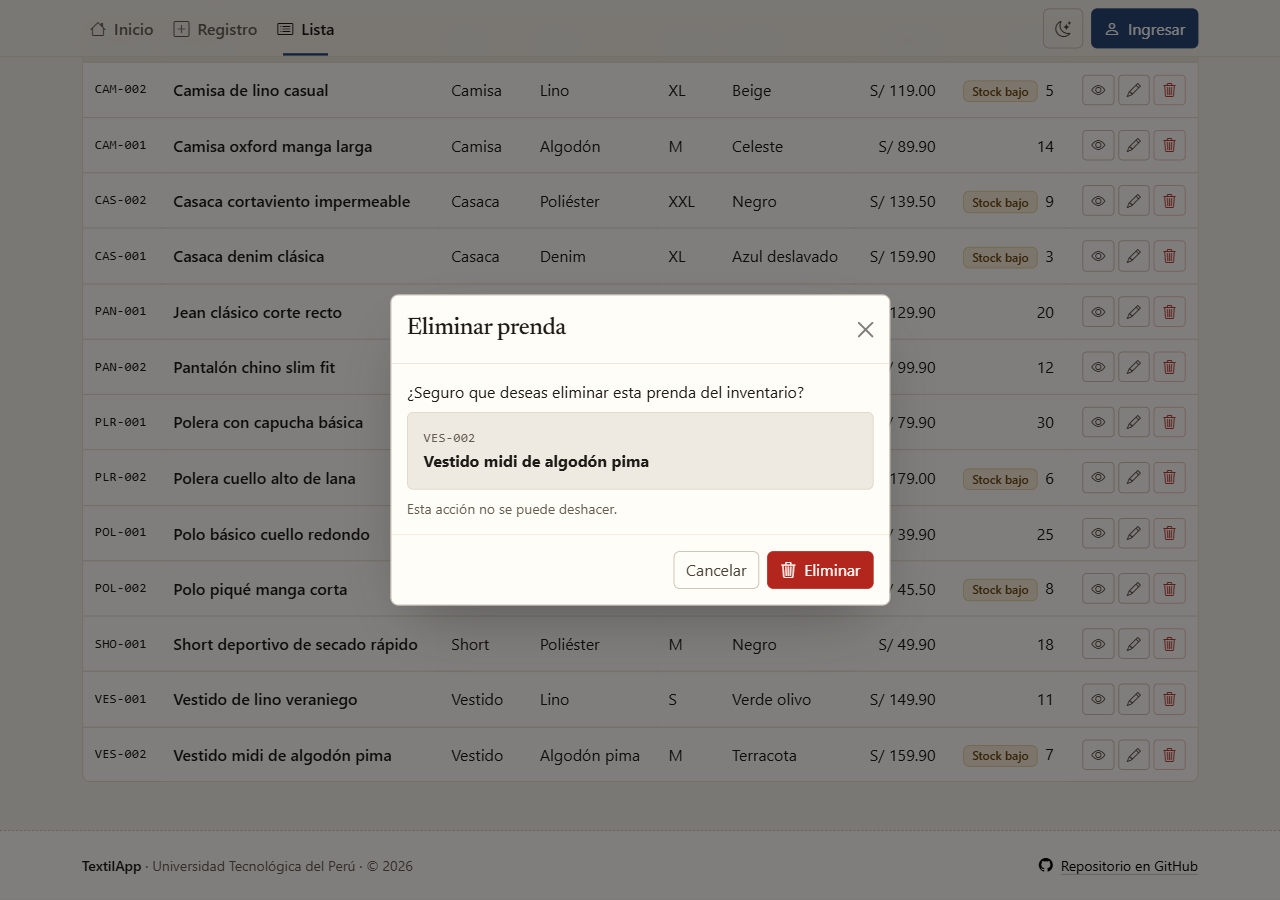 Inicio Registro Lista Ingresar
CAM-002 Camisa de lino casual Camisa Lino XL Beige S/ 119.00 Stock bajo 5
CAM-001 Camisa oxford manga larga Camisa Algodón M Celeste S/ 89.90 14
CAS-002 Casaca cortaviento impermeable Casaca Poliéster XXL Negro S/ 139.50 Stock bajo 9
CAS-001 Casaca denim clásica Casaca Denim XL Azul deslavado S/ 159.90 Stock bajo 3
PAN-001 Jean clásico corte recto 129.90 20
PAN-002 Pantalón chino slim fit 99.90 12
PLR-001 Polera con capucha básica 79.90 30
PLR-002 Polera cuello alto de lana 179.00 Stock bajo 6
POL-001 Polo básico cuello redondo 39.90 25
POL-002 Polo piqué manga corta 45.50 Stock bajo 8
SHO-001 Short deportivo de secado rápido Short Poliéster M Negro S/ 49.90 18
VES-001 Vestido de lino veraniego Vestido Lino S Verde olivo S/ 149.90 11
VES-002 Vestido midi de algodón pima Vestido Algodón pima M Terracota S/ 159.90 Stock bajo 7
Eliminar prenda
¿Seguro que deseas eliminar esta prenda del inventario?
VES-002
Vestido midi de algodón pima
Esta acción no se puede deshacer.
Cancelar Eliminar
TextilApp · Universidad Tecnológica del Perú · © 2026 Repositorio en GitHub